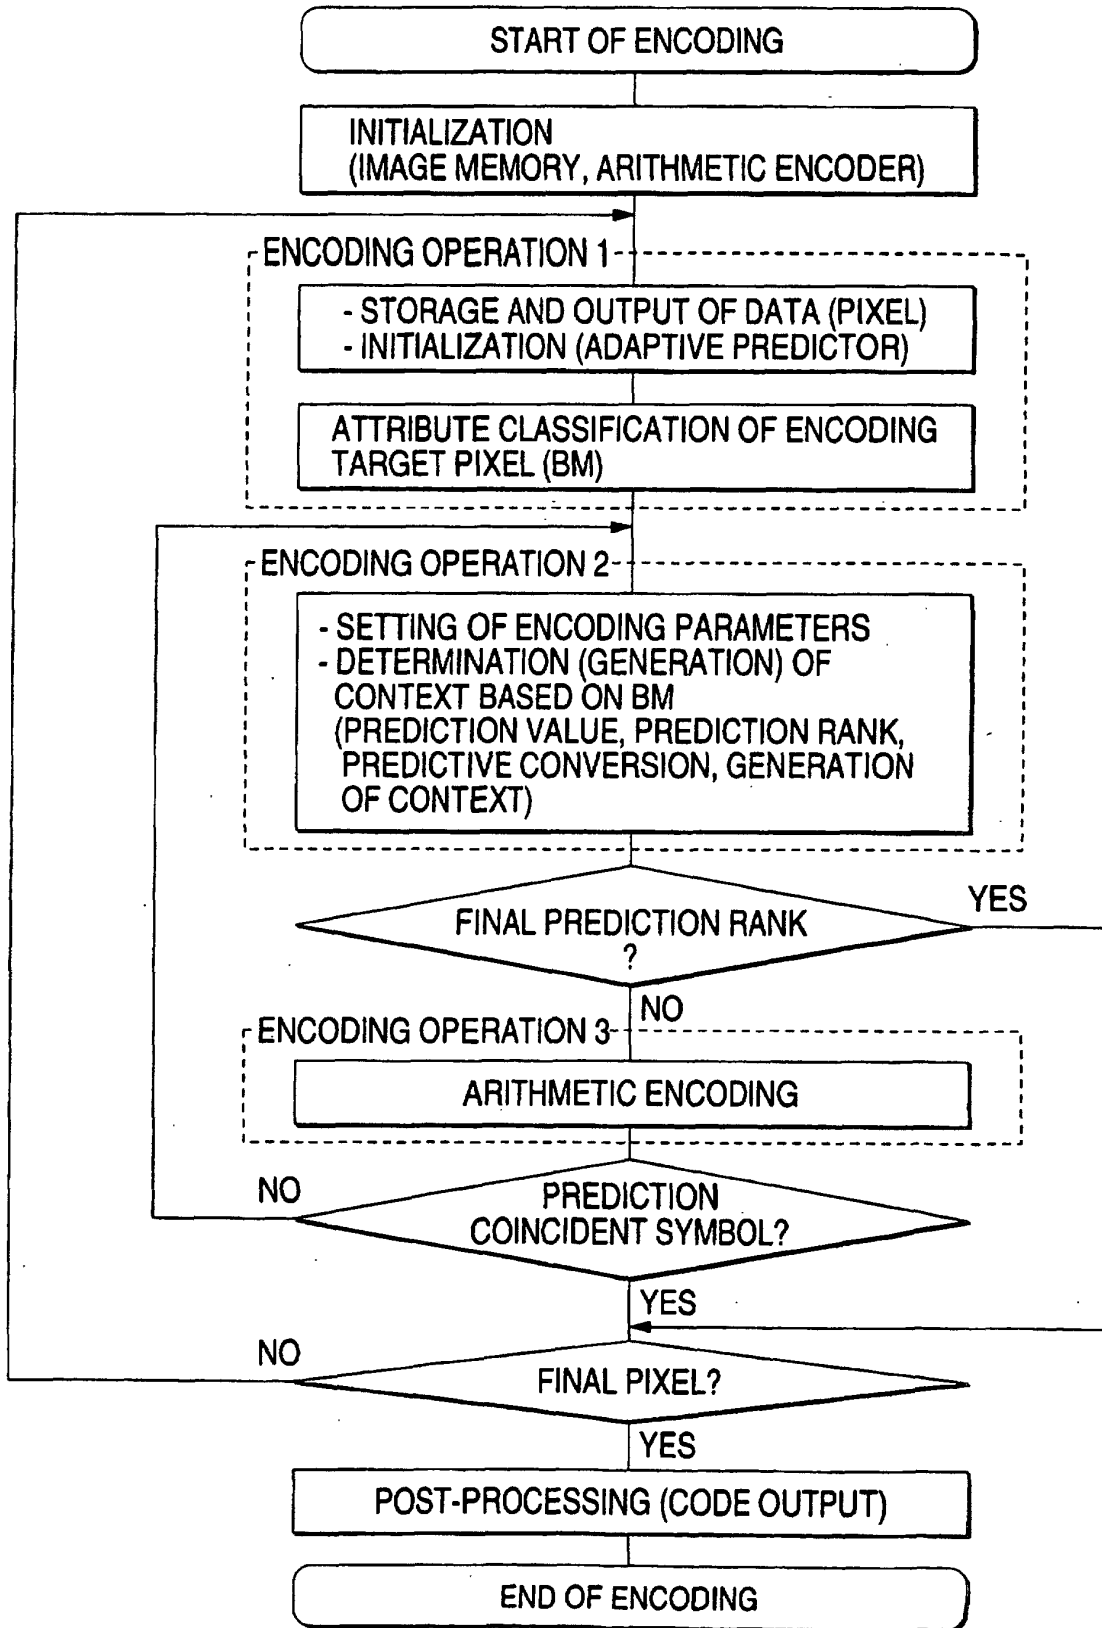 START OF ENCODING
INITIALIZATION
(IMAGE MEMORY, ARITHMETIC ENCODER)
ENCODING OPERATION 1
- STORAGE AND OUTPUT OF DATA (PIXEL)
- INITIALIZATION (ADAPTIVE PREDICTOR)
ATTRIBUTE CLASSIFICATION OF ENCODING
TARGET PIXEL (BM)
ENCODING OPERATION 2
- SETTING OF ENCODING PARAMETERS
- DETERMINATION (GENERATION) OF
CONTEXT BASED ON BM
(PREDICTION VALUE, PREDICTION RANK,
PREDICTIVE CONVERSION, GENERATION
OF CONTEXT)
YES
FINAL PREDICTION RANK
?
NO
ENCODING OPERATION 3
ARITHMETIC ENCODING
NO
PREDICTION
COINCIDENT SYMBOL?
YES
NO
FINAL PIXEL?
YES
POST-PROCESSING (CODE OUTPUT)
END OF ENCODING